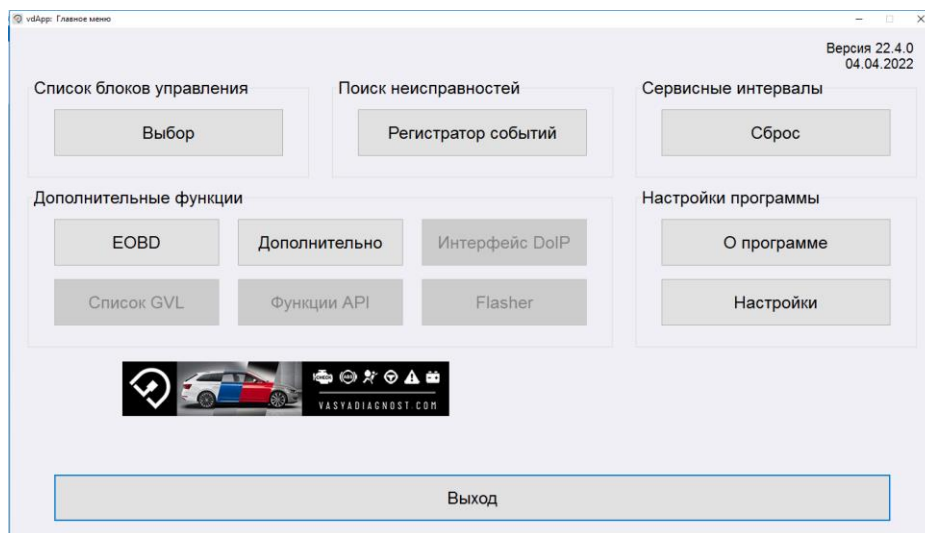 vdApp: Главное меню
Версия 22.4.0
04.04.2022
Список блоков управления
Поиск неисправностей
Сервисные интервалы
Выбор
Регистратор событий
Сброс
Дополнительные функции
Настройки программы
EOBD
Дополнительно
Интерфейс DoIP
О программе
Список GVL
Функции API
Flasher
Настройки
CHECK
ABS
VASYADIAGNOST.COM
Выход